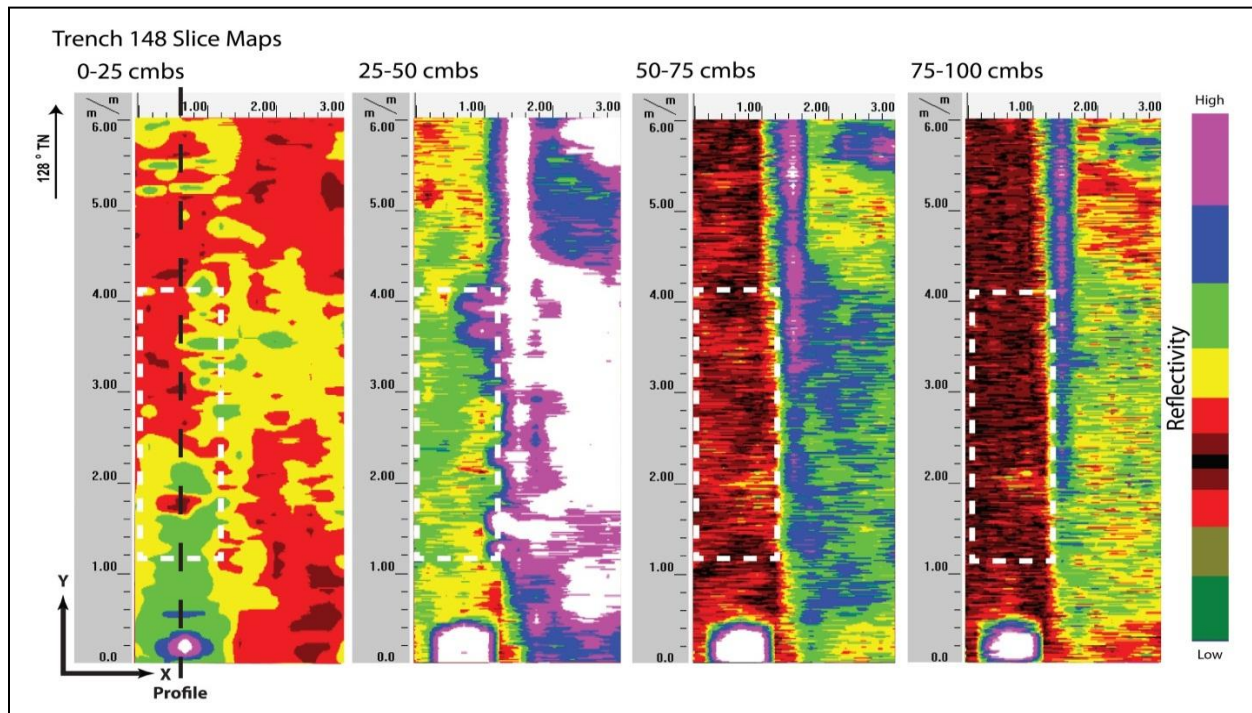 Trench 148 Slice Maps
0-25 cmbs
25-50 cmbs
50-75 cmbs
75-100 cmbs
m
m 1.00 2.00 3.00
m
m 1.00 2.00 3.00
m
m 1.00 2.00 3.00
m
m 1.00 2.00 3.00
High
128 ° TN
6.00
5.00
4.00
3.00
2.00
1.00
0.0
6.00
5.00
4.00
3.00
2.00
1.00
0.0
6.00
5.00
4.00
3.00
2.00
1.00
0.0
6.00
5.00
4.00
3.00
2.00
1.00
0.0
Reflectivity
Y
X
Profile
Low